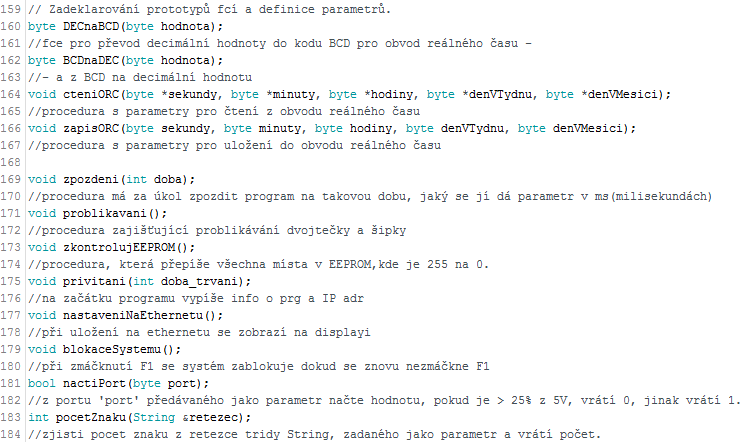 159 // Zadeklarování prototypů fcí a definice parametrů.
160 byte DECnaBCD(byte hodnota);
161 //fce pro převod decimální hodnoty do kodu BCD pro obvod reálného času -
162 byte BCDnaDEC(byte hodnota);
163 //- a z BCD na decimální hodnotu
164 void cteniORC(byte *sekundy, byte *minuty, byte *hodiny, byte *denVTydnu, byte *denVMesici);
165 //procedura s parametry pro čtení z obvodu reálného času
166 void zapisORC(byte sekundy, byte minuty, byte hodiny, byte denVTydnu, byte denVMesici);
167 //procedura s parametry pro uložení do obvodu reálného času
168
169 void zpozdeni(int doba);
170 //procedura má za úkol zpozdit program na takovou dobu, jaký se jí dá parametr v ms(milisekundách)
171 void problikavani();
172 //procedura zajišťující problikávání dvojtečky a šipky
173 void zkontrolujEEPROM();
174 //procedura, která přepíše všechna místa v EEPROM,kde je 255 na 0.
175 void privitani(int doba_trvani);
176 //na začátku programu vypíše info o prg a IP adr
177 void nastaveniNaEthernetu();
178 //při uložení na ethernetu se zobrazí na displayi
179 void blokaceSystemu();
180 //při zmáčknutí F1 se systém zablokuje dokud se znovu nezmáčkne F1
181 bool nactiPort(byte port);
182 //z portu 'port' předávaného jako parametr načte hodnotu, pokud je > 25% z 5V, vrátí 0, jinak vrátí 1.
183 int pocetZnaku(String &retezec);
184 //zjisti pocet znaku z retezce tridy String, zadaného jako parametr a vrátí počet.